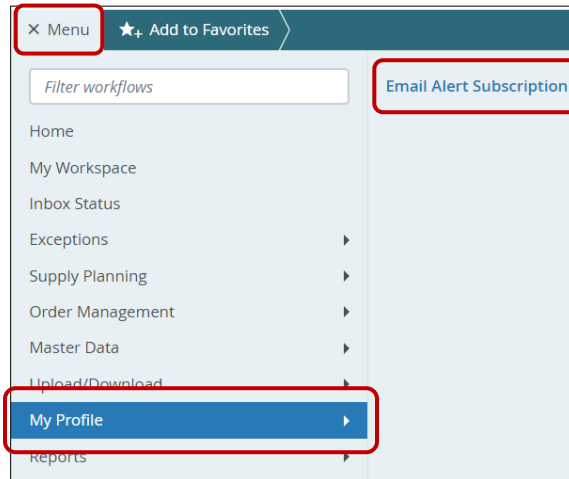 × Menu ★+ Add to Favorites
Filter workflows
Email Alert Subscription
Home
My Workspace
Inbox Status
Exceptions
Supply Planning
Order Management
Master Data
Upload/Download
My Profile
Reports